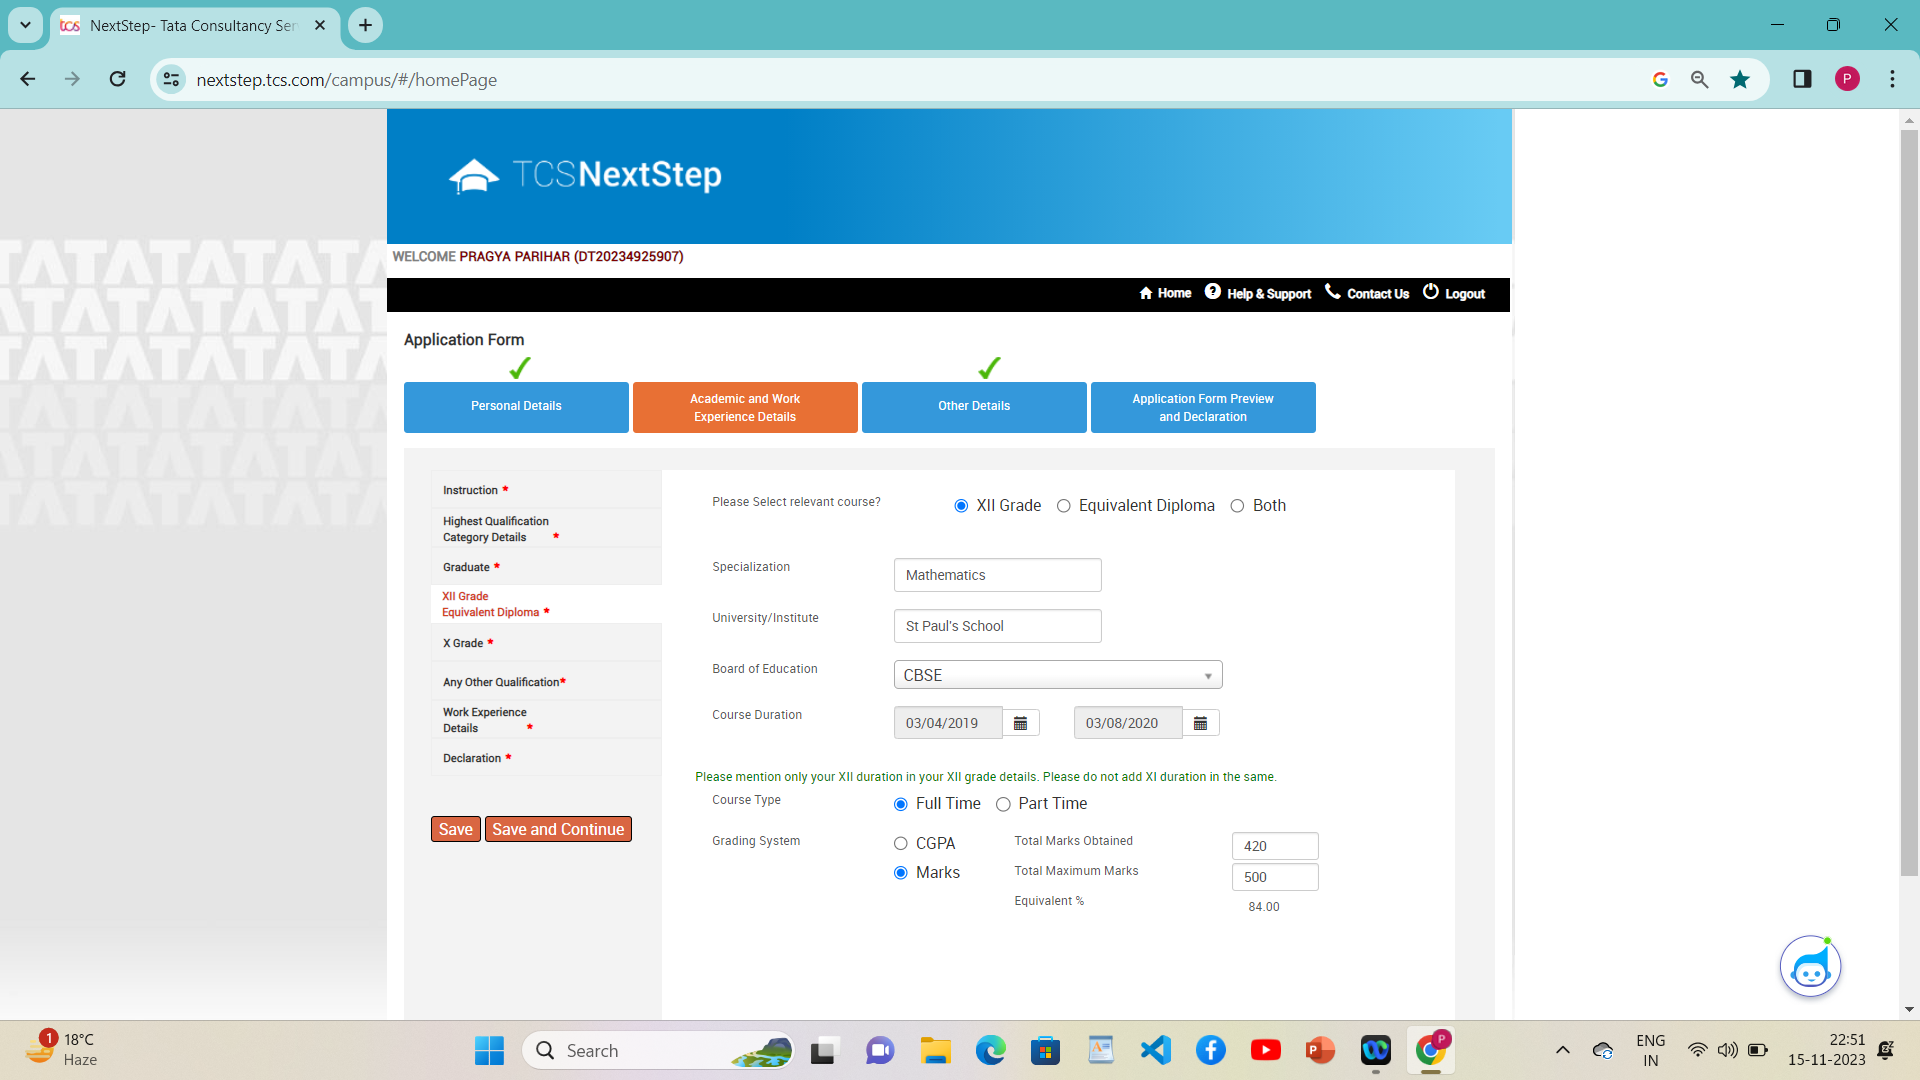 tcs NextStep- Tata Consultancy Ser
nextstep.tcs.com/campus/#/homePage
P
TCSNextStep
WELCOME PRAGYA PARIHAR (DT20234925907)
Home Help & Support Contact Us Logout
Application Form
Personal Details
Academic and Work
Experience Details
Other Details
Application Form Preview
and Declaration
Instruction *
Highest Qualification
Category Details *
Graduate *
XII Grade
Equivalent Diploma *
X Grade *
Any Other Qualification*
Work Experience
Details *
Declaration *
Save Save and Continue
Please Select relevant course? XII Grade Equivalent Diploma Both
Specialization Mathematics
University/Institute St Paul's School
Board of Education CBSE
Course Duration 03/04/2019 03/08/2020
Please mention only your XII duration in your XII grade details. Please do not add XI duration in the same.
Course Type Full Time Part Time
Grading System CGPA Total Marks Obtained 420
Marks Total Maximum Marks 500
Equivalent % 84.00
1 18°C
Haze
Search
P
ENG
IN
22:51
15-11-2023